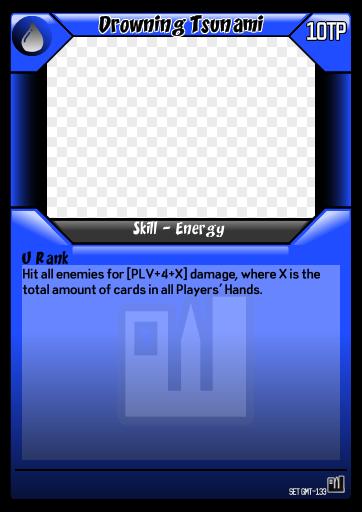 Drowning Tsunami
10TP
Skill - Energy
U Rank
Hit all enemies for [PLV+4+X] damage, where X is the
total amount of cards in all Players' Hands.
SET GMT-133